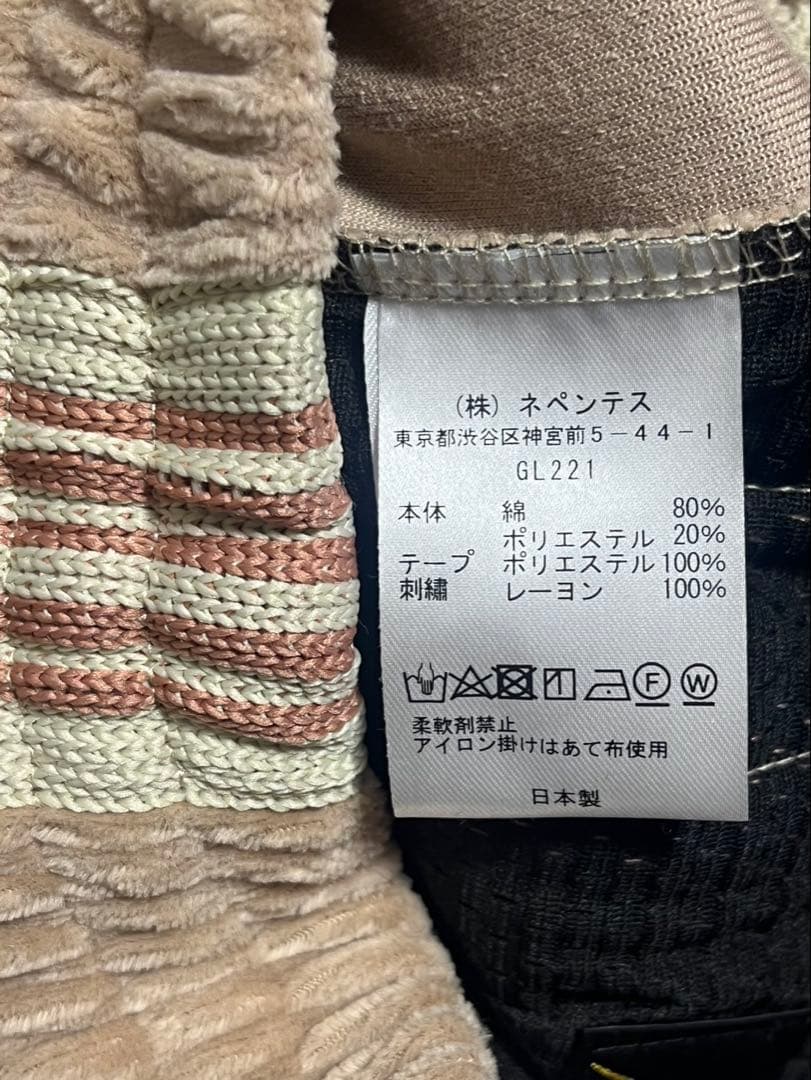 （株）ネペンテス
東京都渋谷区神宮前５－４４－１
GL221
本体 綿 80%
ポリエステル 20%
テープ ポリエステル 100%
刺繍 レーヨン 100%
F W
柔軟剤禁止
アイロン掛けはあて布使用
日本製